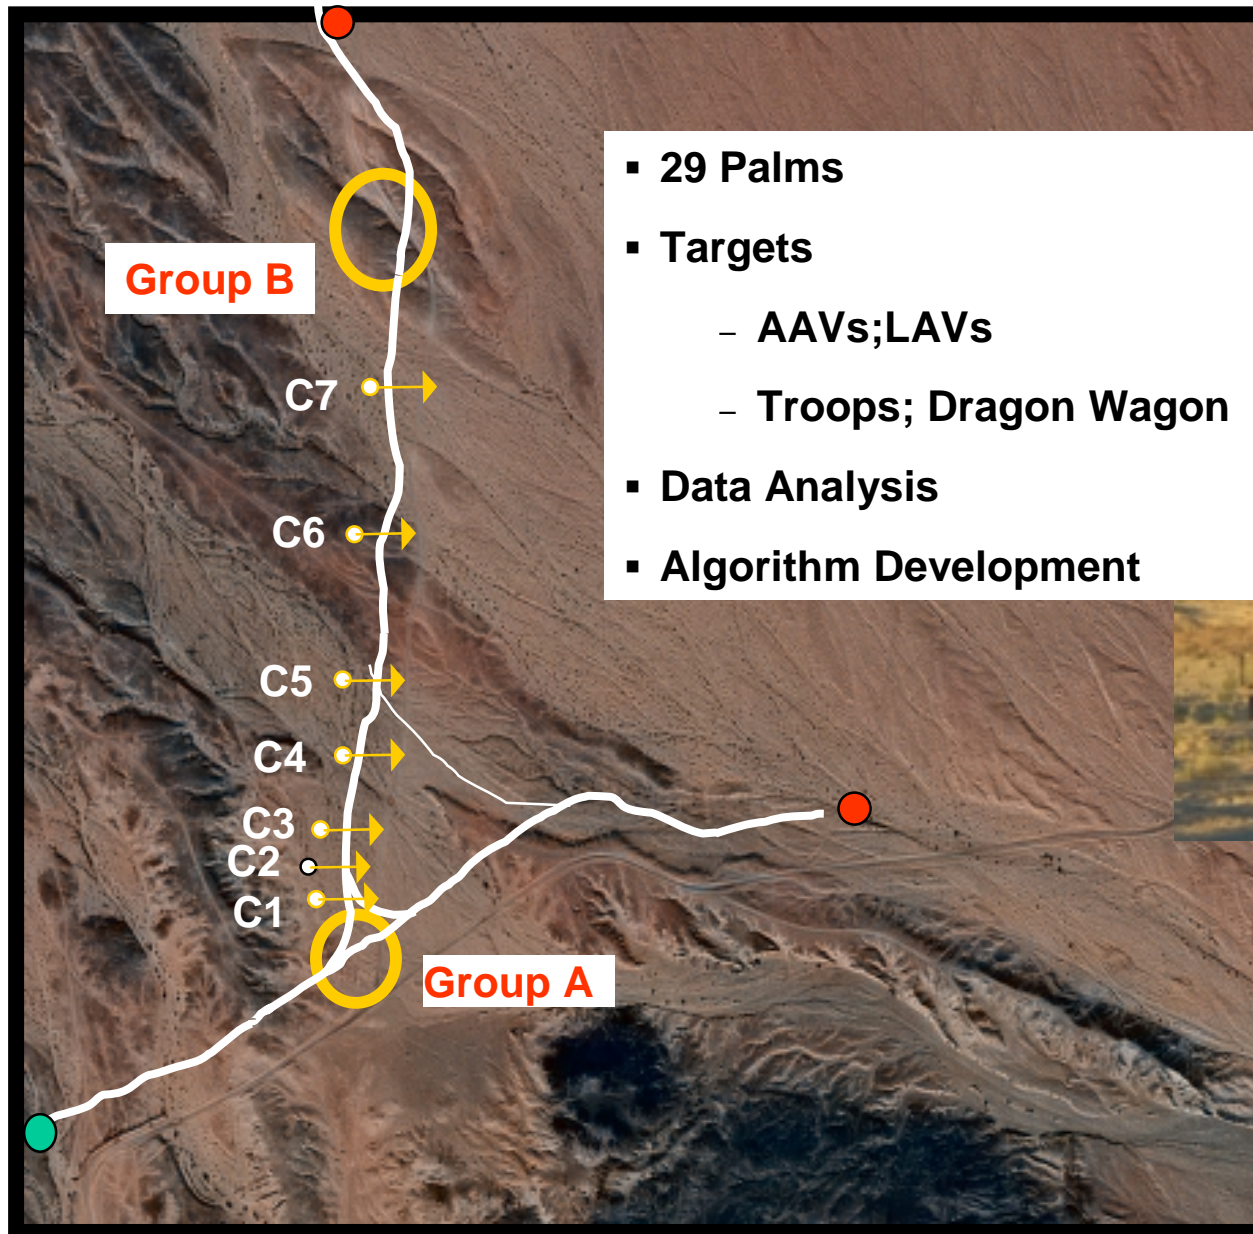 ▪ 29 Palms
▪ Targets
– AAVs;LAVs
– Troops; Dragon Wagon
▪ Data Analysis
▪ Algorithm Development
Group B
C7
C6
C5
C4
C3
C2
C1
Group A